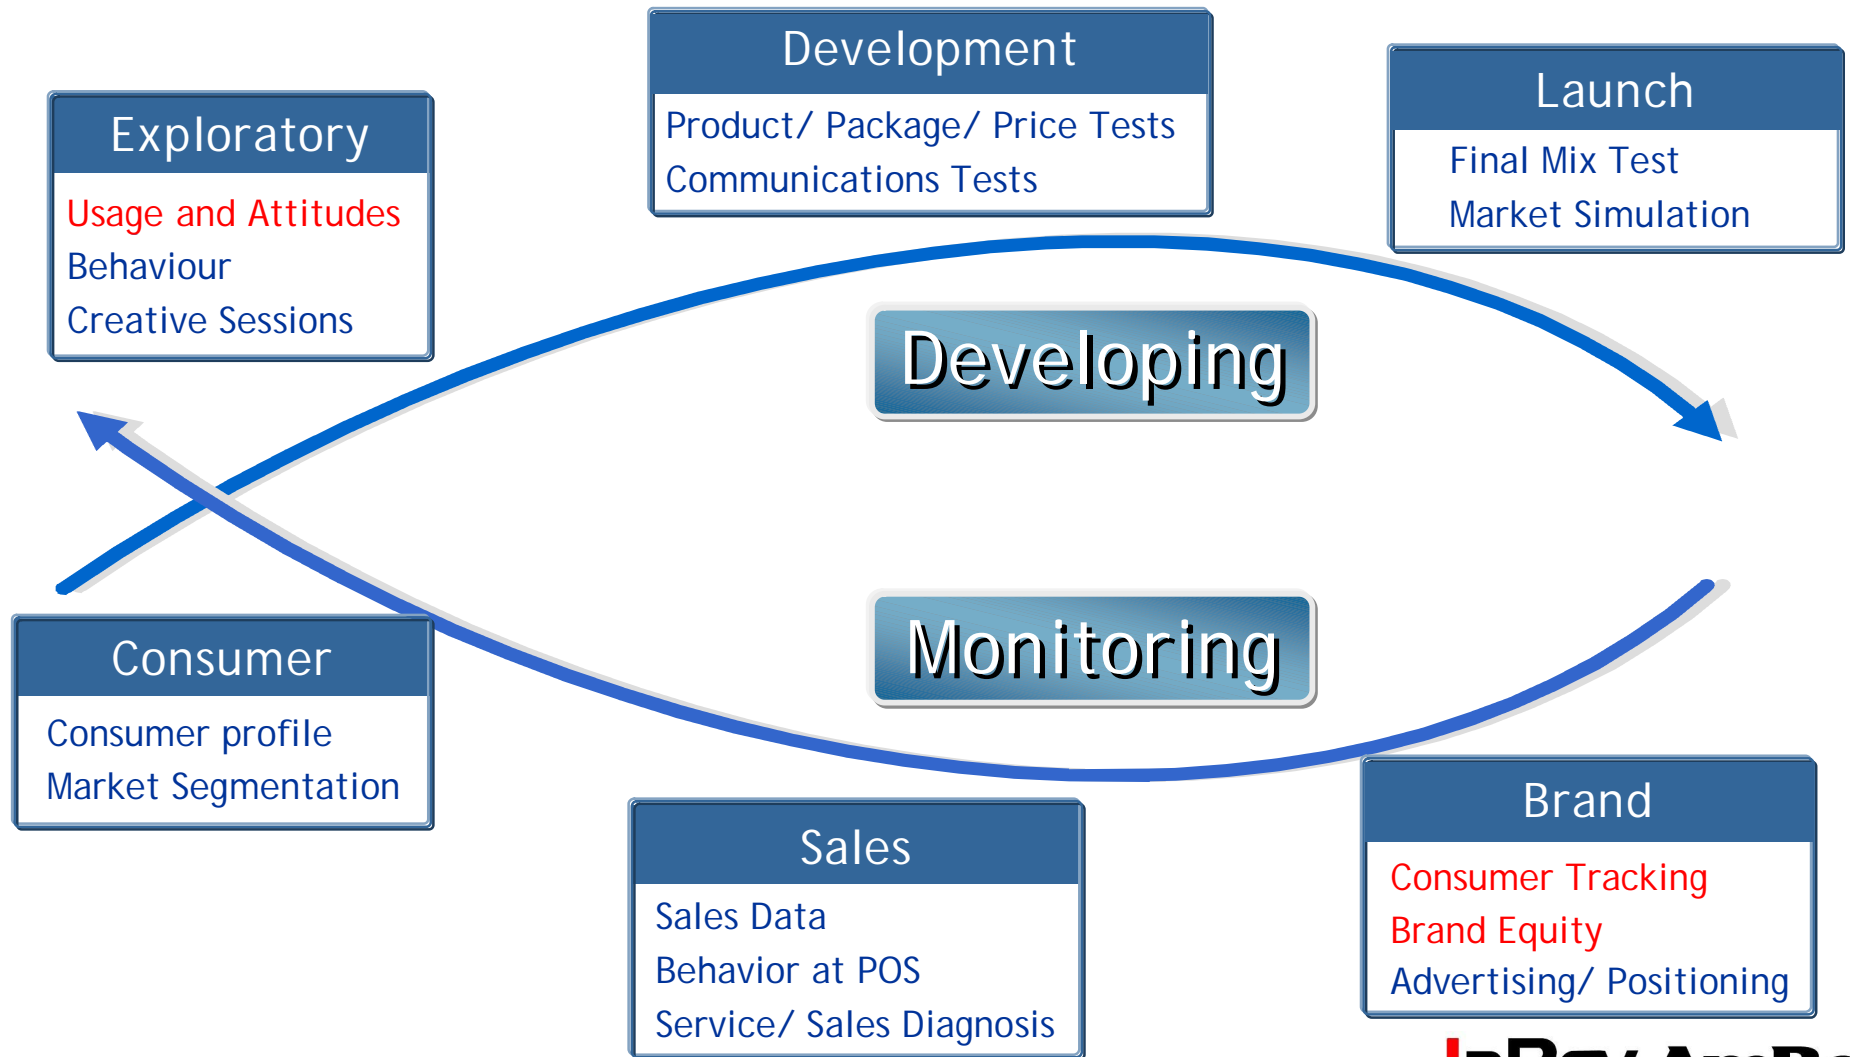 Development
Product/ Package/ Price Tests
Communications Tests
Launch
Final Mix Test
Market Simulation
Exploratory
Usage and Attitudes
Behaviour
Creative Sessions
Developing
Monitoring
Consumer
Consumer profile
Market Segmentation
Sales
Sales Data
Behavior at POS
Service/ Sales Diagnosis
Brand
Consumer Tracking
Brand Equity
Advertising/ Positioning